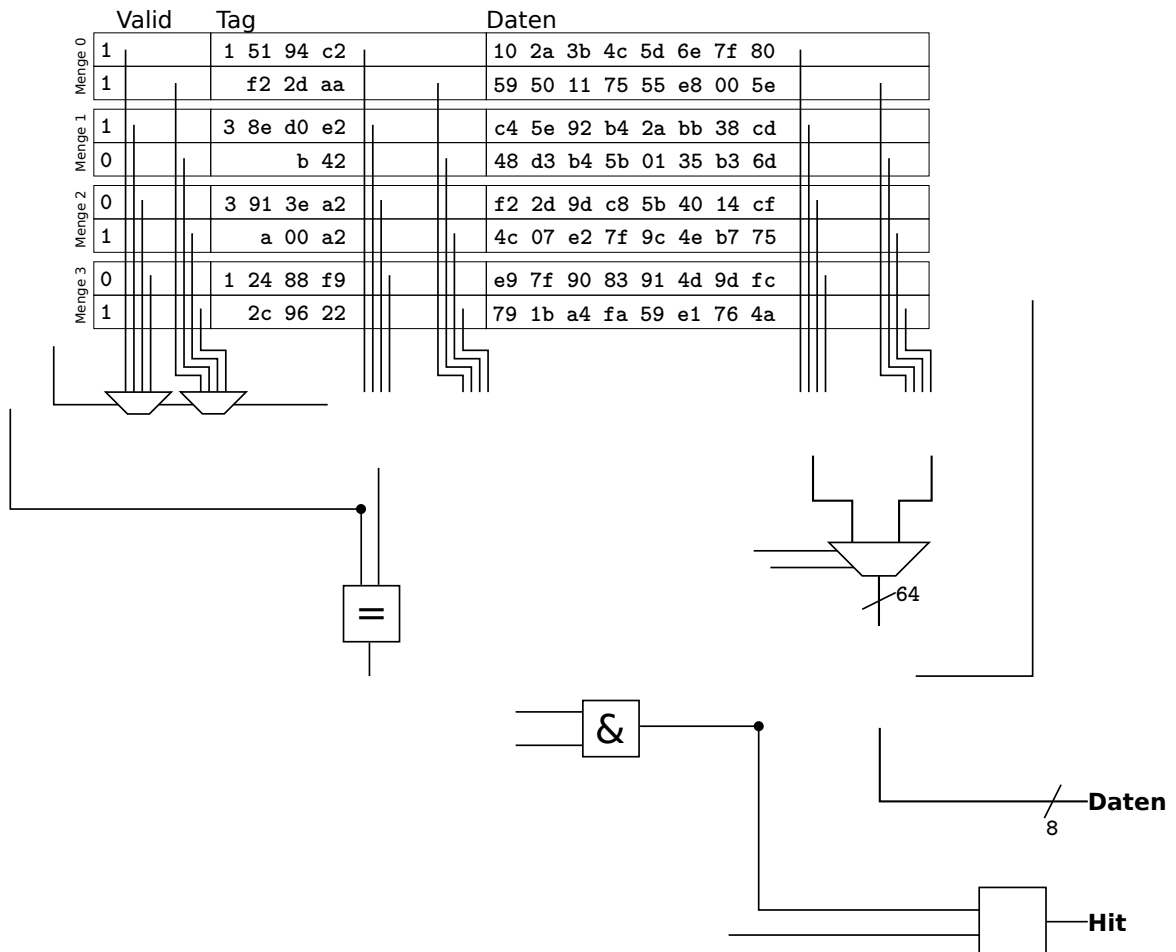 Valid Tag Daten
Menge 0
1 1 51 94 c2 10 2a 3b 4c 5d 6e 7f 80
1 f2 2d aa 59 50 11 75 55 e8 00 5e
Menge 1
1 3 8e d0 e2 c4 5e 92 b4 2a bb 38 cd
0 b 42 48 d3 b4 5b 01 35 b3 6d
Menge 2
0 3 91 3e a2 f2 2d 9d c8 5b 40 14 cf
1 a 00 a2 4c 07 e2 7f 9c 4e b7 75
Menge 3
0 1 24 88 f9 e9 7f 90 83 91 4d 9d fc
1 2c 96 22 79 1b a4 fa 59 e1 76 4a
64
=
&
Daten
8
Hit